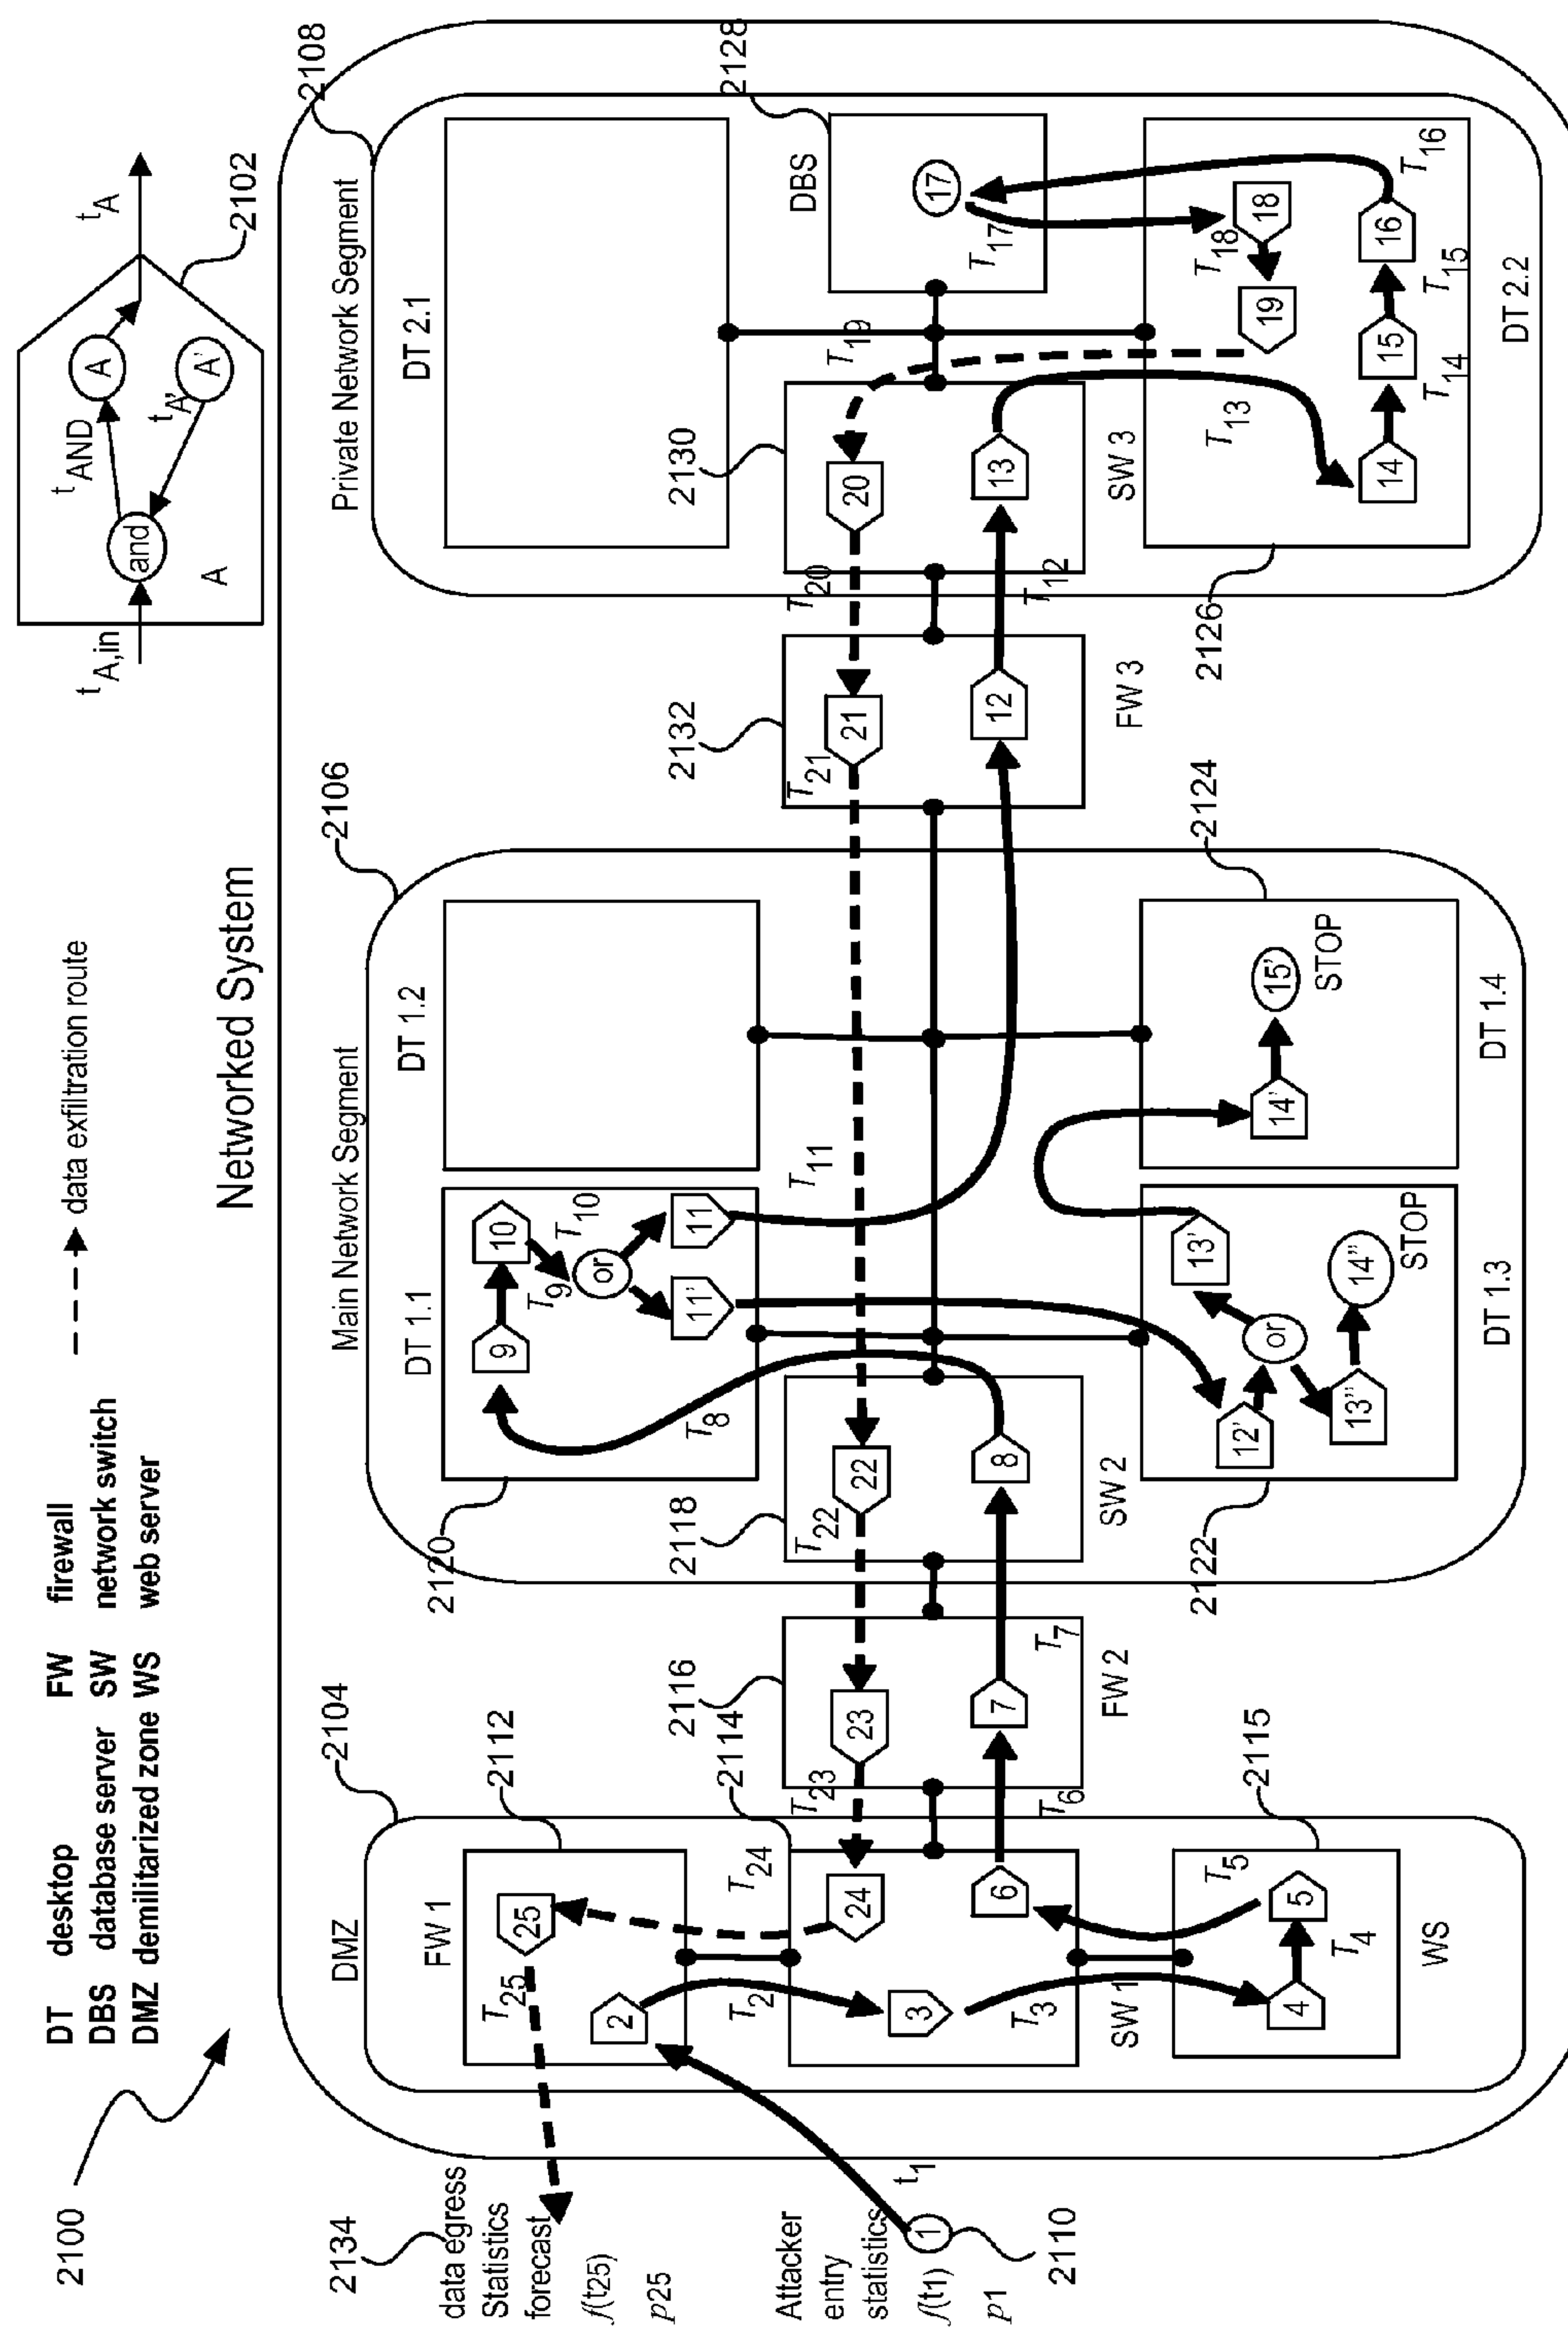 2100
DT desktop FW firewall
DBS database server SW network switch
DMZ demilitarized zone WS web server
data exfiltration route
Networked System
t A,in
and
t AND
A
t A'
A'
A
t A
2102
2104
DMZ
2112
FW 1
25
T25
2
T2
T24
2114
24
3
6
T3
SW 1
T6
2115
4
5
T4
T5
WS
2134
data egress
Statistics
forecast
f(t25)
p25
Attacker
entry
statistics
f(t1)
p1
1
t1
2110
2116
23
T23
7
T7
FW 2
2106
Main Network Segment
2120
DT 1.1
9
10
T9
T10
or
11'
11
T8
T11
DT 1.2
2118
22
T22
8
SW 2
2122
12'
or
13'
13''
14''
STOP
DT 1.3
2124
14'
15'
STOP
DT 1.4
2132
21
T21
12
FW 3
2108
Private Network Segment
DT 2.1
2130
20
T20
13
T12
SW 3
T19
2128
DBS
17
T17
2126
T13
14
T14
15
T15
16
T16
18
T18
19
DT 2.2